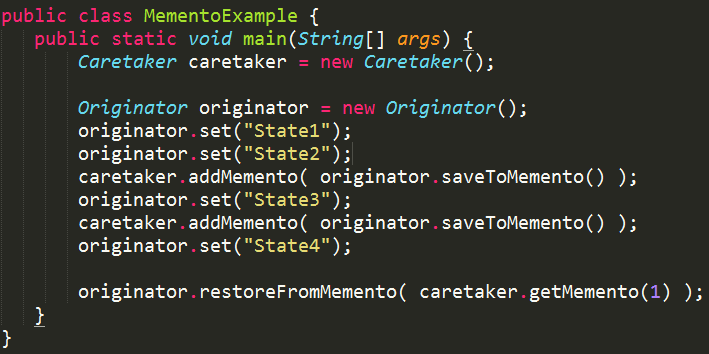 public class MementoExample {
public static void main(String[] args) {
Caretaker caretaker = new Caretaker();
Originator originator = new Originator();
originator.set("State1");
originator.set("State2");
caretaker.addMemento( originator.saveToMemento() );
originator.set("State3");
caretaker.addMemento( originator.saveToMemento() );
originator.set("State4");
originator.restoreFromMemento( caretaker.getMemento(1) );
}
}